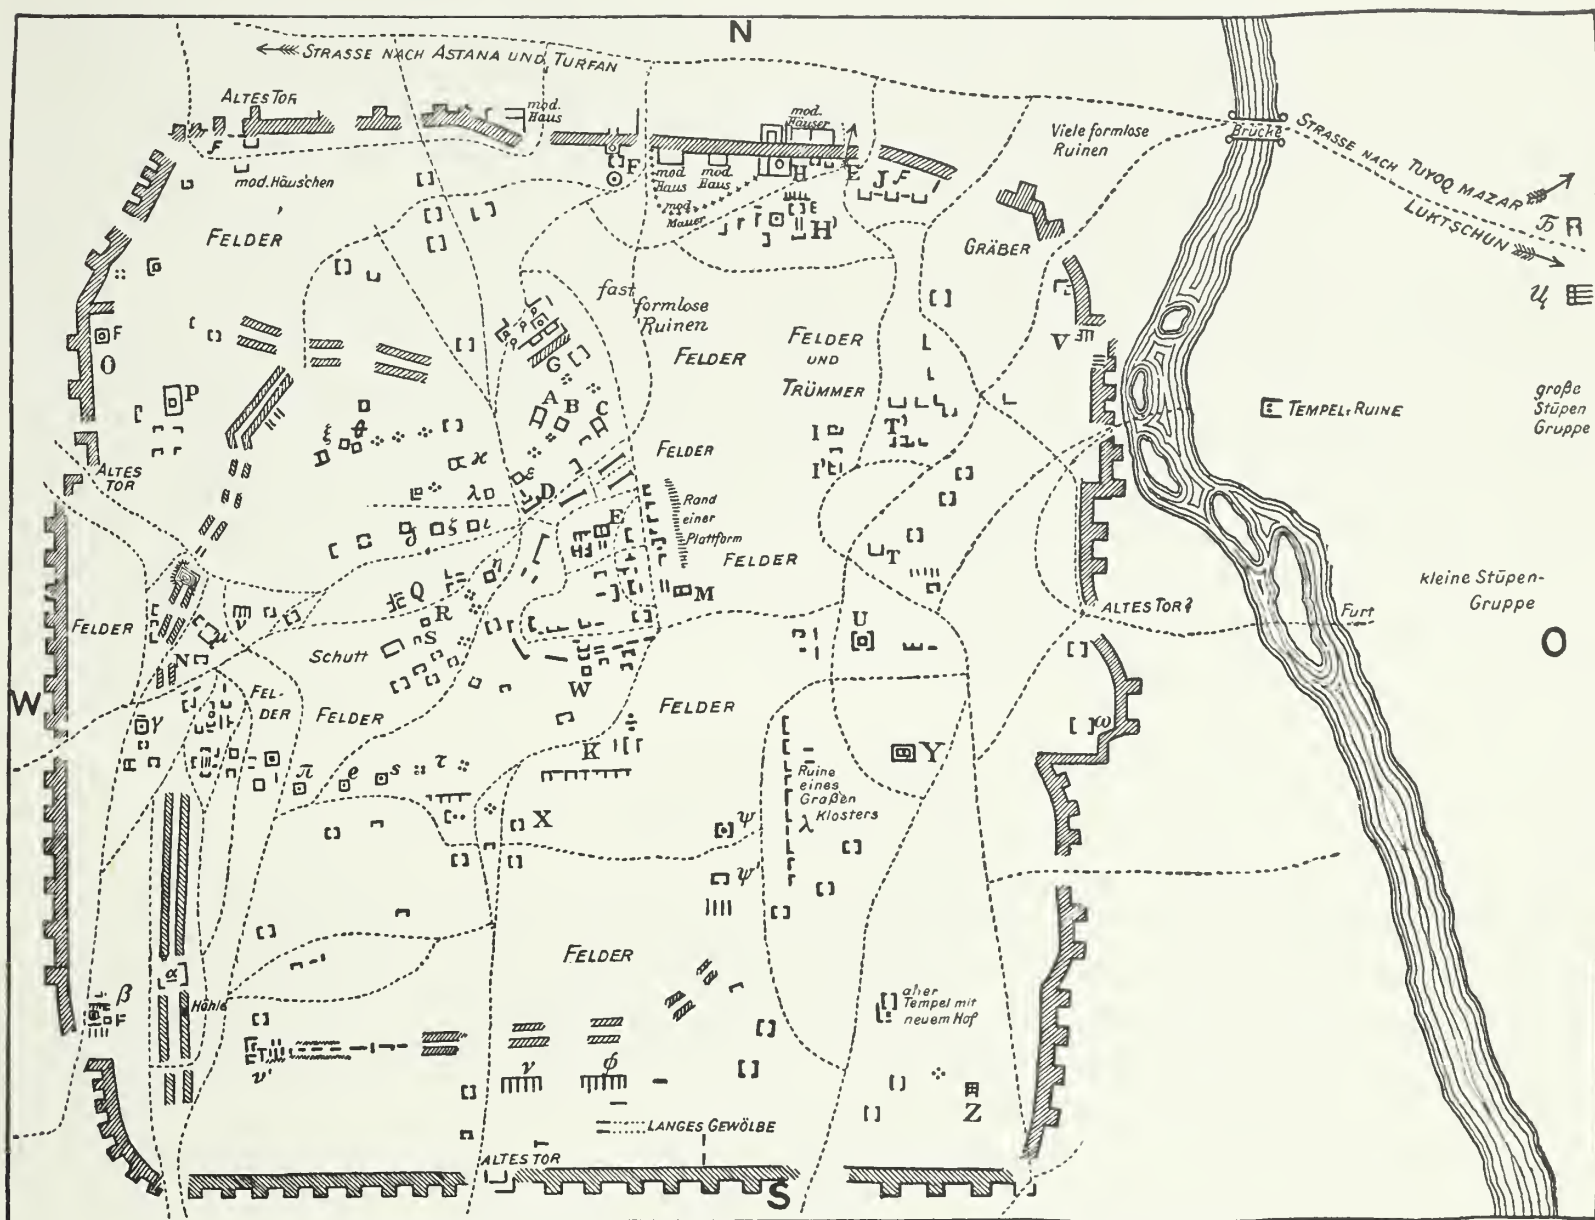 N
STRASSE NACH ASTANA UND TURFAN
ALTES TOR
mod.
Haus
mod.
Häuser
Viele formlose
Ruinen
Brücke
STRASSE NACH TUYOQ MAZAR
LUKTSCHUN
F
mod. Häuschen
F
mod.
Haus
mod.
Haus
mod.
Mauer
H
E
J F
E
H'
FELDER
GRÄBER
fast
formlose
Ruinen
F
O
P
G
A
B
C
FELDER
FELDER
UND
TRÜMMER
V
TEMPEL-RUINE
große
Stūpen
Gruppe
ALTES
TOR
ξ
θ
ϰ
λ
ε
D
FELDER
I
I'
T'
ζ
ι
E
Rand
einer
Plattform
FELDER
T
Q
η
R
S
M
FELDER
ν
μ
N
Schutt
U
ALTES TOR?
Furt
kleine Stūpen-
Gruppe
O
W
FEL-
DER
FELDER
W
FELDER
γ
π
ϱ
s
τ
K
Y
ω
Ruine
eines
Großen
Klosters
λ
X
ψ
ψ'
FELDER
β
α
Höhle
alter
Tempel mit
neuem Hof
ν'
ν
ϕ
Z
LANGES GEWÖLBE
ALTES TOR
S